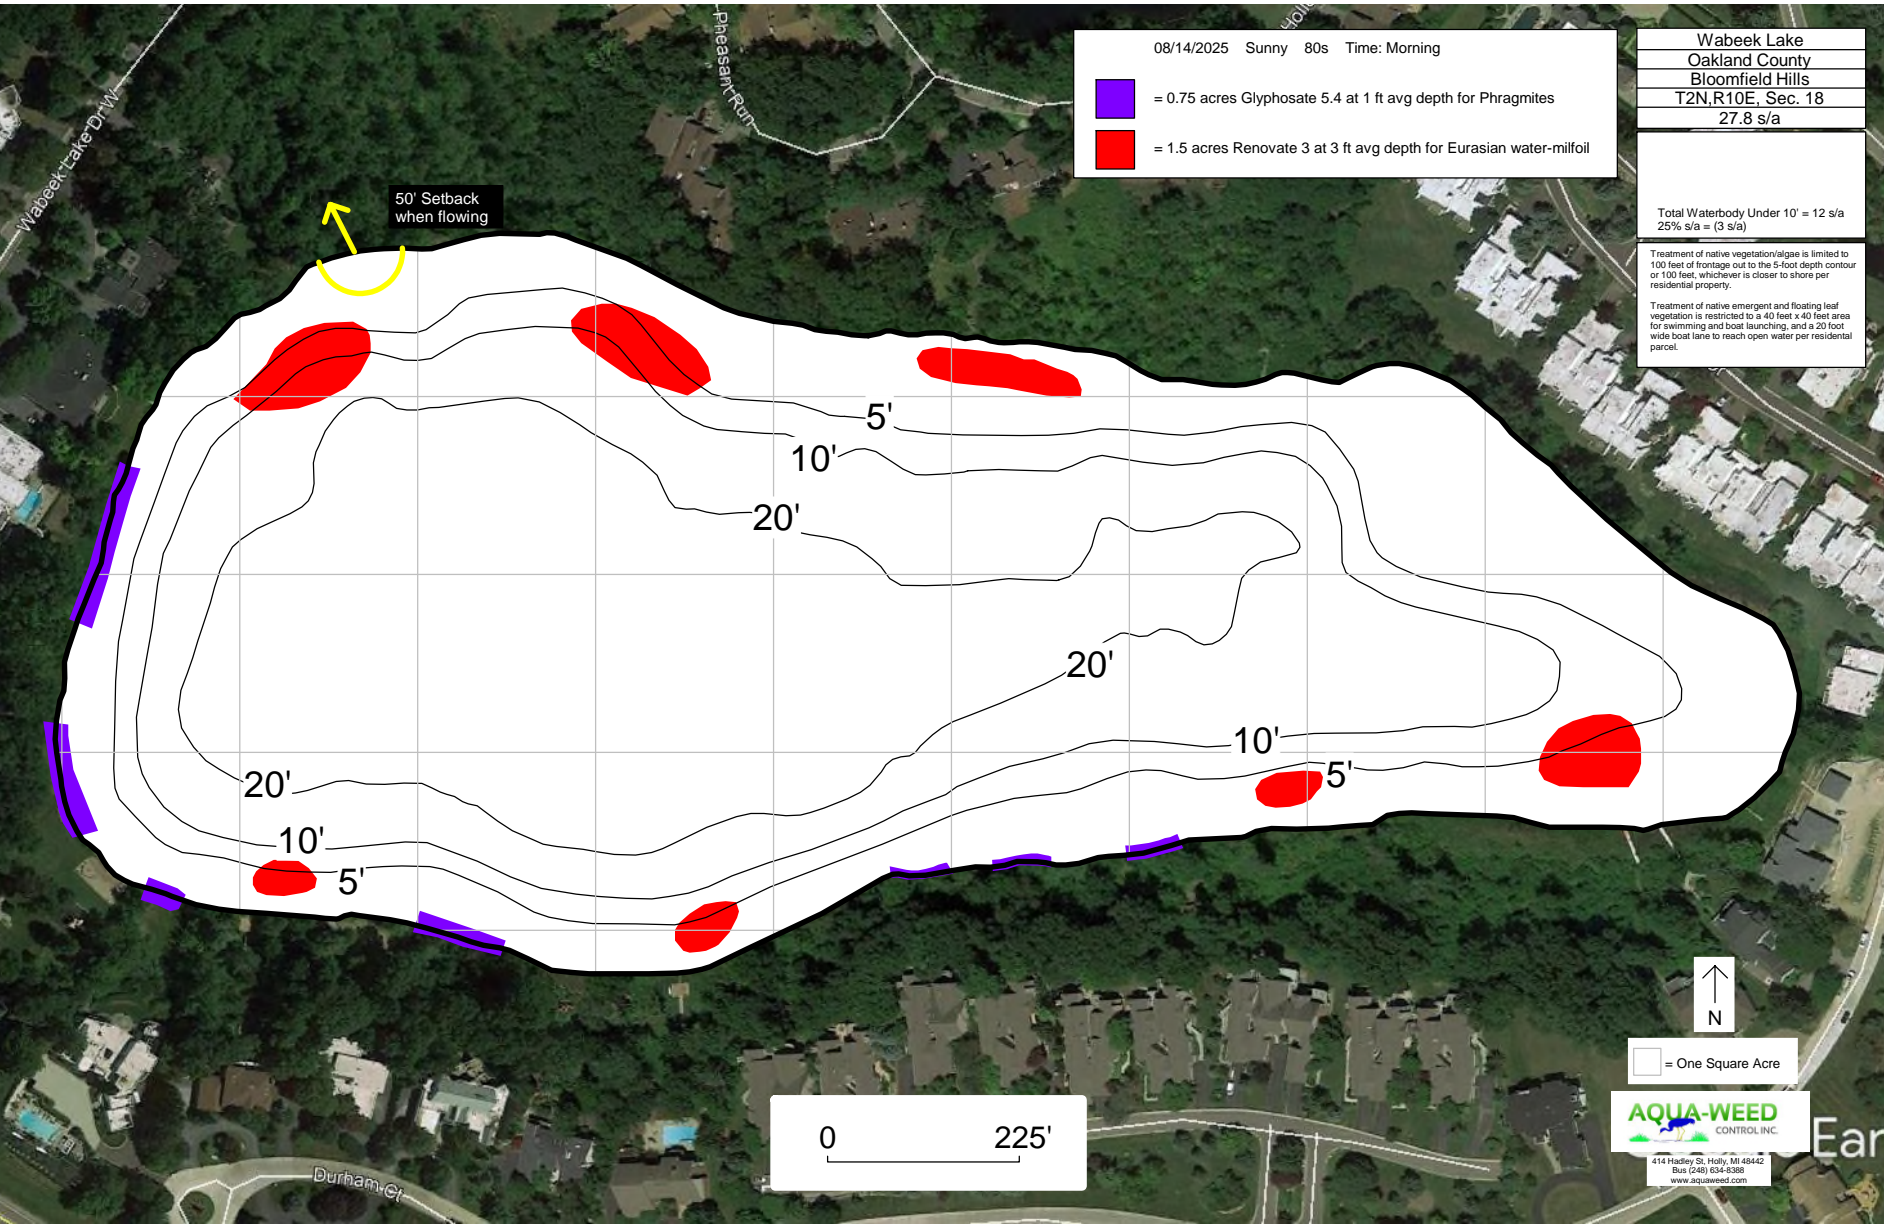 Pheasant Run
Wabeek Lake Dr W
08/14/2025 Sunny 80s Time: Morning
= 0.75 acres Glyphosate 5.4 at 1 ft avg depth for Phragmites
= 1.5 acres Renovate 3 at 3 ft avg depth for Eurasian water-milfoil
Wabeek Lake
Oakland County
Bloomfield Hills
T2N,R10E, Sec. 18
27.8 s/a
Total Waterbody Under 10' = 12 s/a
25% s/a = (3 s/a)
Treatment of native vegetation/algae is limited to
100 feet of frontage out to the 5-foot depth contour
or 100 feet, whichever is closer to shore per
residential property.
Treatment of native emergent and floating leaf
vegetation is restricted to a 40 feet x 40 feet area
for swimming and boat launching, and a 20 foot
wide boat lane to reach open water per residental
parcel.
50' Setback
when flowing
5'
10'
20'
20'
10'
5'
20'
10'
5'
N
= One Square Acre
AQUA-WEED
CONTROL INC.
414 Hadley St, Holly, MI 48442
Bus (248) 634-8388
www.aquaweed.com
0 225'
Durham Ct